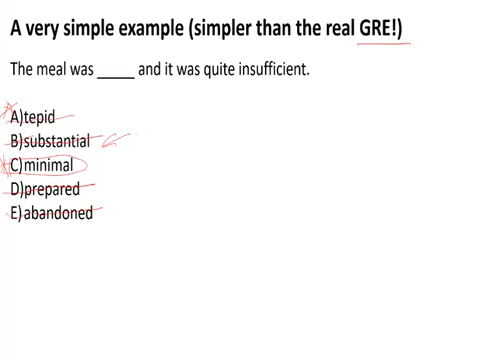 A very simple example (simpler than the real GRE!)
The meal was _____ and it was quite insufficient.
A)tepid
B)substantial
C)minimal
D)prepared
E)abandoned